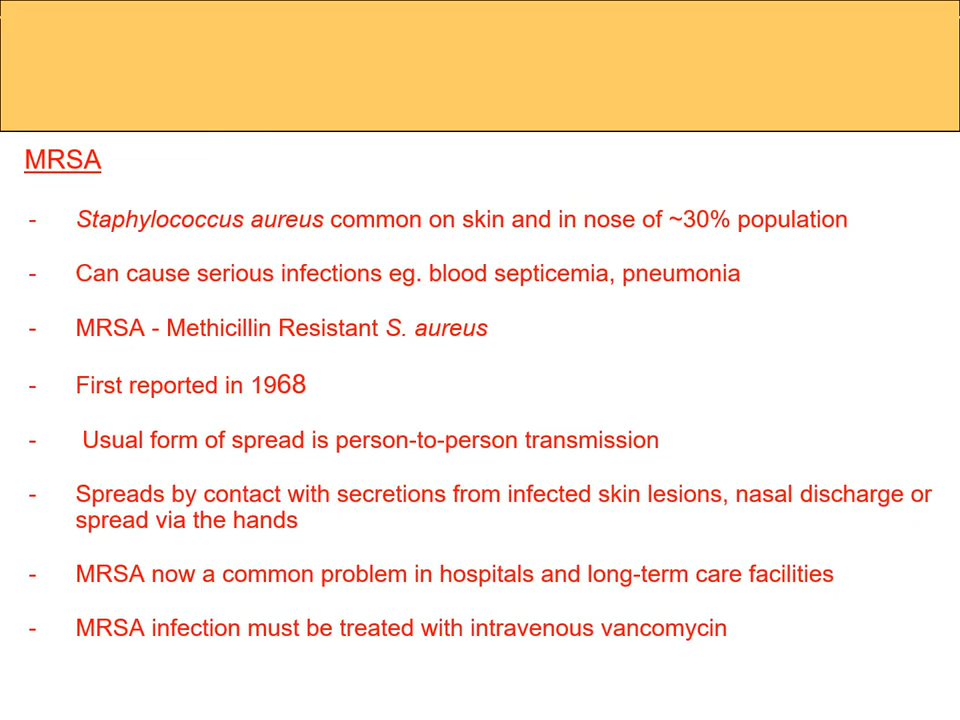 MRSA
- Staphylococcus aureus common on skin and in nose of ~30% population
- Can cause serious infections eg. blood septicemia, pneumonia
- MRSA - Methicillin Resistant S. aureus
- First reported in 1968
- Usual form of spread is person-to-person transmission
- Spreads by contact with secretions from infected skin lesions, nasal discharge or
spread via the hands
- MRSA now a common problem in hospitals and long-term care facilities
- MRSA infection must be treated with intravenous vancomycin